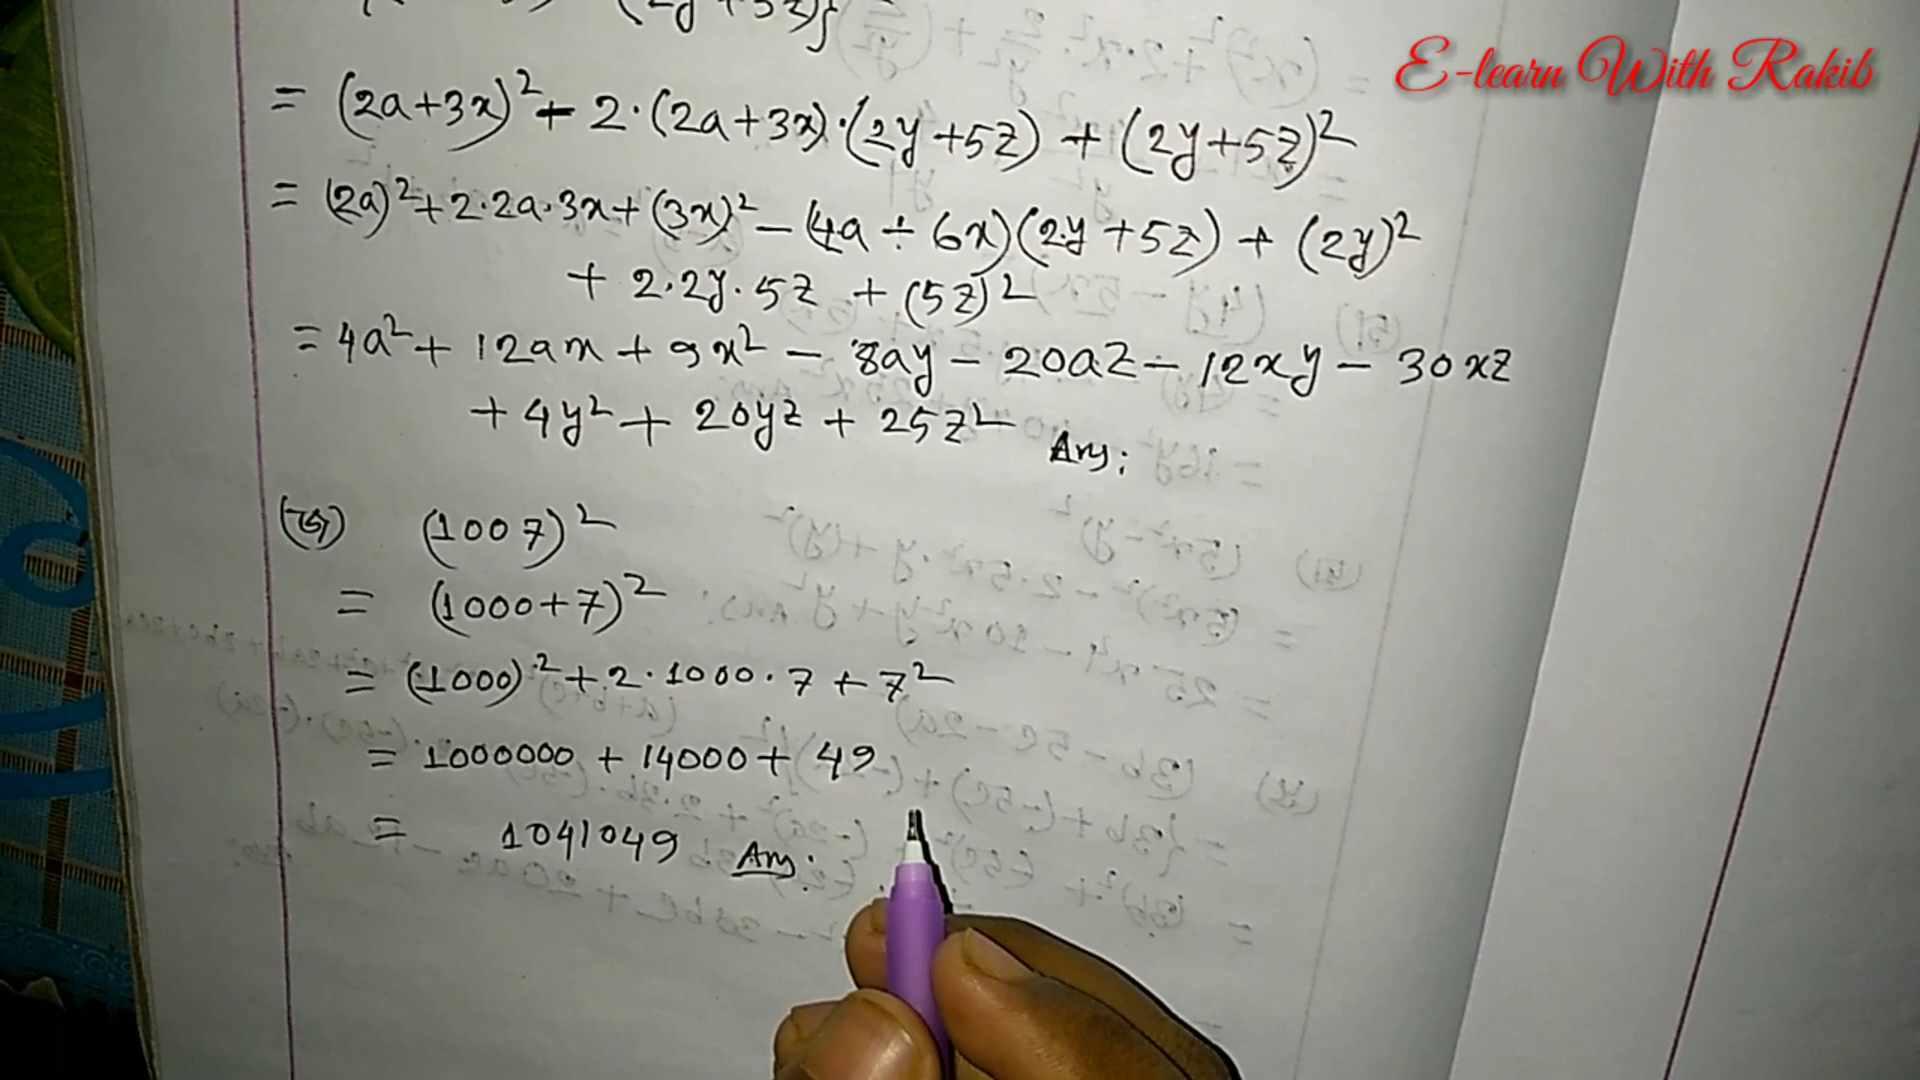 (2y+5z)}
E-learn With Rakib
= (2a+3x)² - 2·(2a+3x)·(2y+5z) + (2y+5z)²
= (2a)² + 2·2a·3x + (3x)² - (4a + 6x)(2y+5z) + (2y)²
+ 2·2y·5z + (5z)²
= 4a² + 12ax + 9x² - 8ay - 20az - 12xy - 30xz
+ 4y² + 20yz + 25z² Ans:
(1007)²
= (1000+7)²
= (1000)² + 2·1000·7 + 7²
= 1000000 + 14000 + 49
= 1041049 Ans: